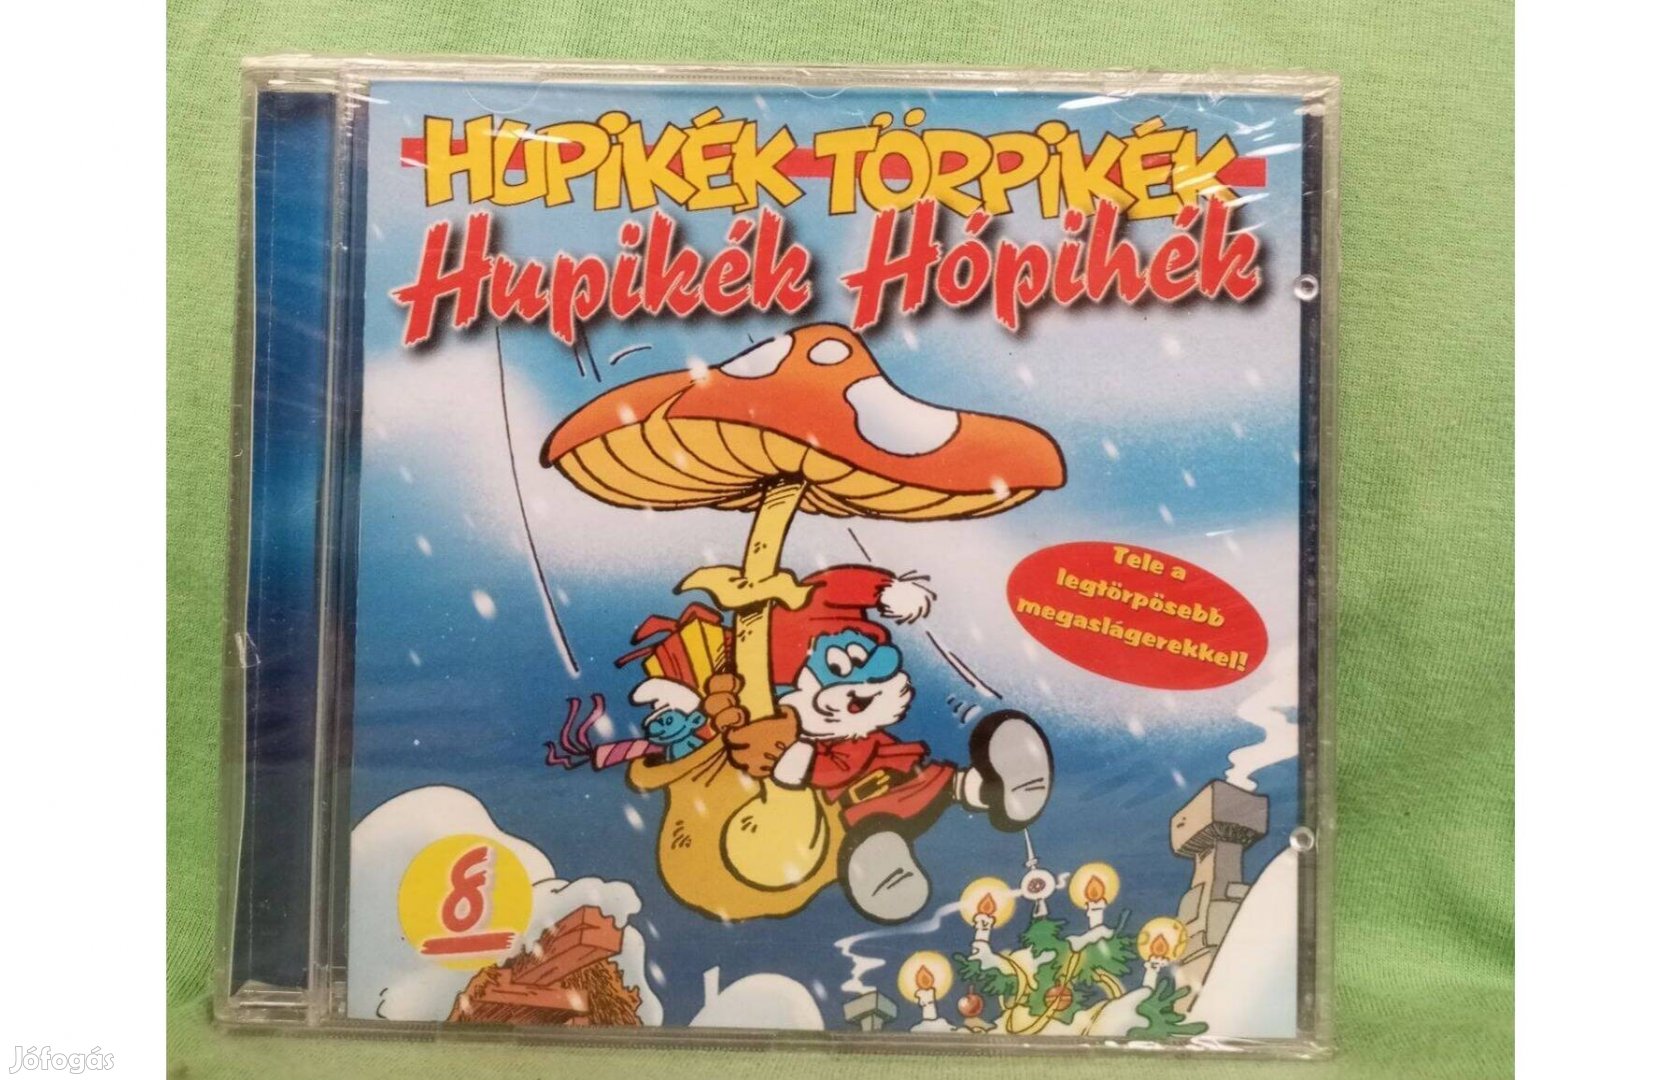 HUPIKÉK TÖRPIKÉK
Hupikék Hópihék
Tele a
legtörpösebb
megaslágerekkel!
8
Jófogás